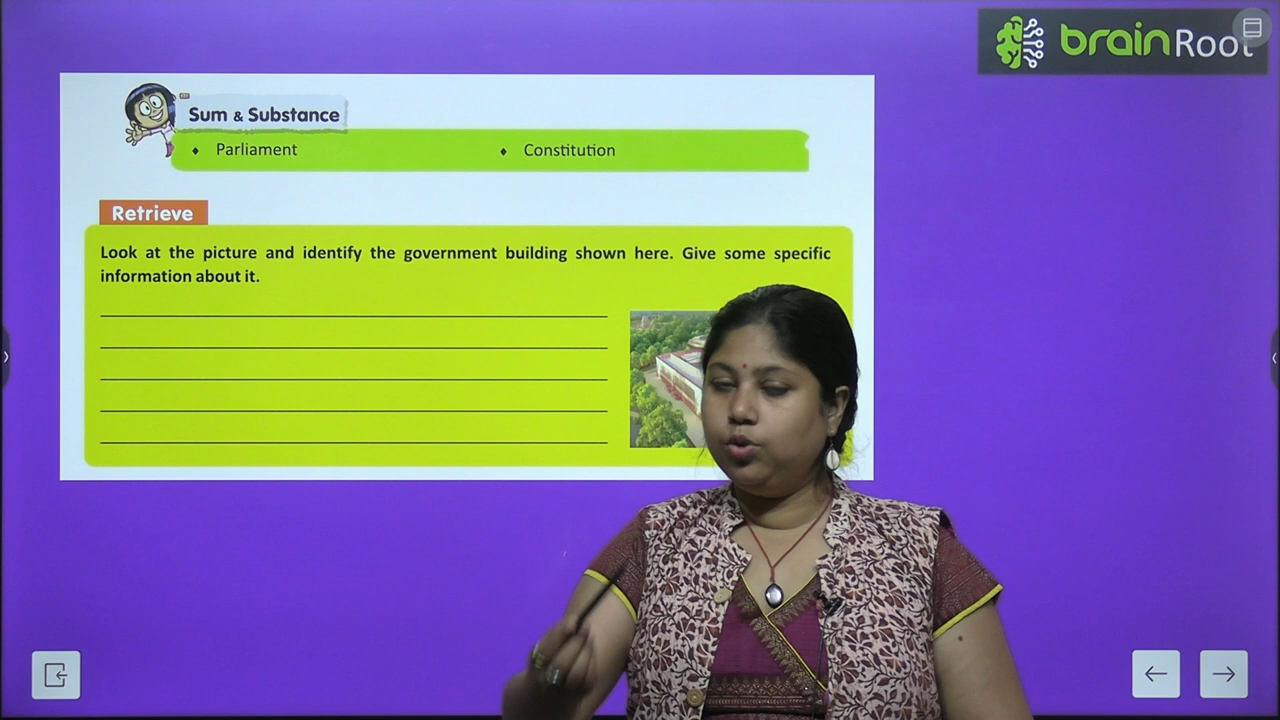 brainRoot
Sum & Substance
♦ Parliament ♦ Constitution
Retrieve
Look at the picture and identify the government building shown here. Give some specific
information about it.